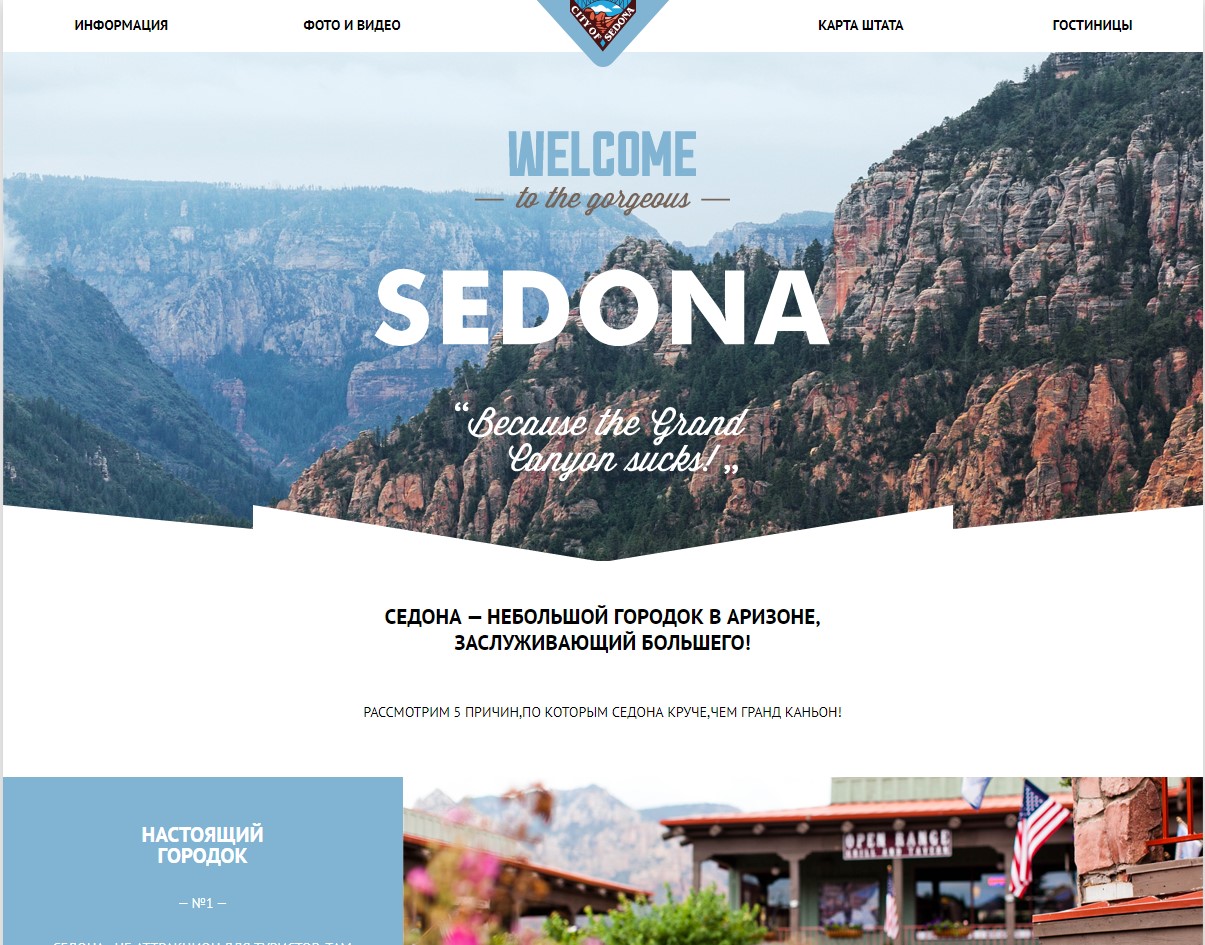 ИНФОРМАЦИЯ
ФОТО И ВИДЕО
CITY OF SEDONA
КАРТА ШТАТА
ГОСТИНИЦЫ
WELCOME
— to the gorgeous —
SEDONA
“Because the Grand
Canyon sucks!„
СЕДОНА — НЕБОЛЬШОЙ ГОРОДОК В АРИЗОНЕ,
ЗАСЛУЖИВАЮЩИЙ БОЛЬШЕГО!
РАССМОТРИМ 5 ПРИЧИН,ПО КОТОРЫМ СЕДОНА КРУЧЕ,ЧЕМ ГРАНД КАНЬОН!
НАСТОЯЩИЙ
ГОРОДОК
— №1 —
OPEN RANGE
GRILL AND TAVERN